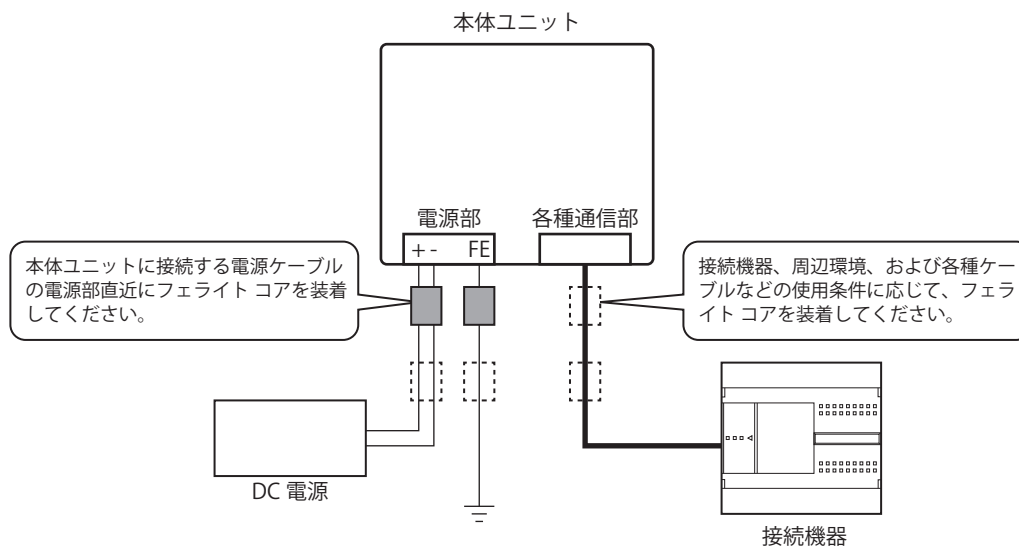 本体ユニット
電源部
各種通信部
+ - FE
本体ユニットに接続する電源ケーブル
の電源部直近にフェライト コアを装着
してください。
接続機器、周辺環境、および各種ケー
ブルなどの使用条件に応じて、フェラ
イト コアを装着してください。
DC 電源
接続機器